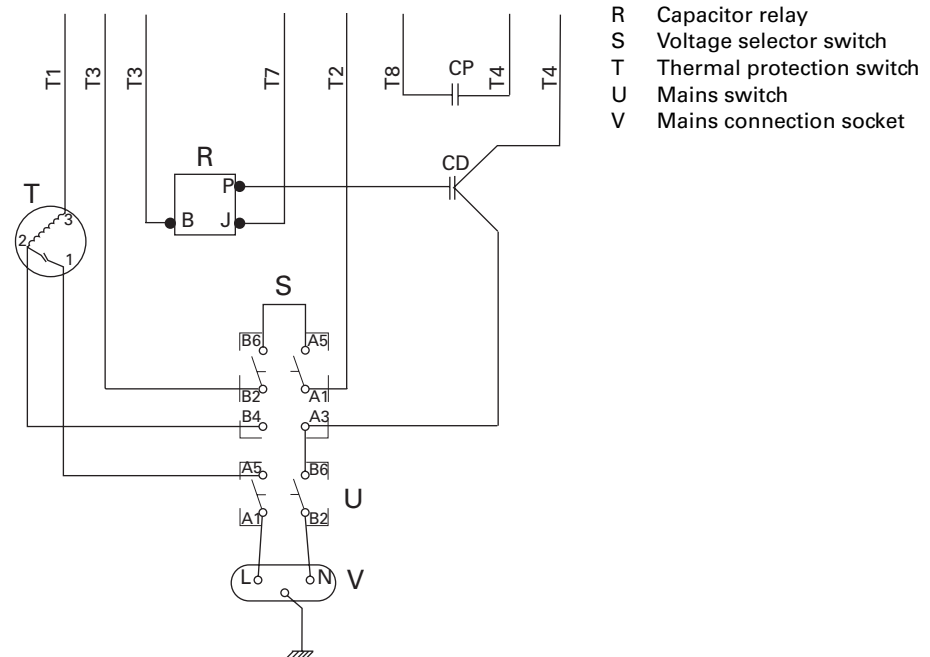 R Capacitor relay
S Voltage selector switch
T Thermal protection switch
U Mains switch
V Mains connection socket
T1 T3 T3 T7 T2 T8 T4 T4
CP
CD
R
P
B J
T
3
2
1
S
B6 A5
B2 A1
B4 A3
A5 B6
U
A1 B2
L N V